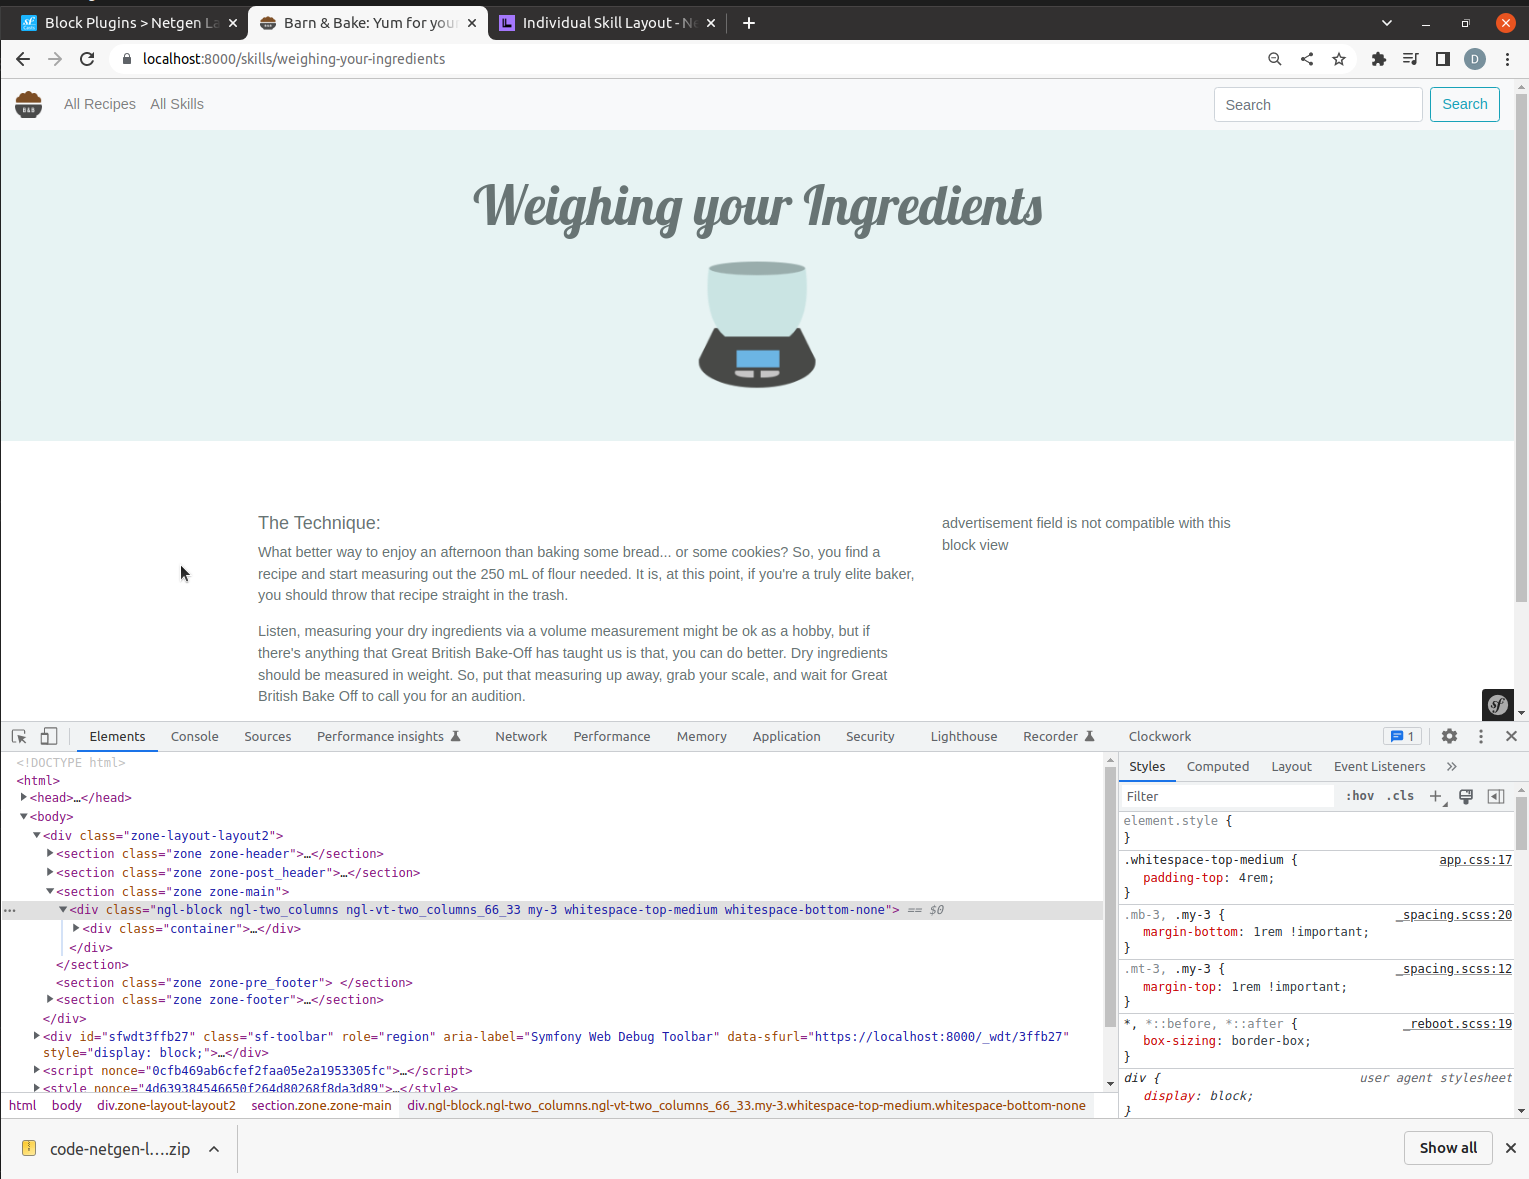 Block Plugins > Netgen La
Barn & Bake: Yum for your
Individual Skill Layout - Ne
localhost:8000/skills/weighing-your-ingredients
D
B&B
All Recipes
All Skills
Search
Search
Weighing your Ingredients
The Technique:
What better way to enjoy an afternoon than baking some bread... or some cookies? So, you find a
recipe and start measuring out the 250 mL of flour needed. It is, at this point, if you're a truly elite baker,
you should throw that recipe straight in the trash.
Listen, measuring your dry ingredients via a volume measurement might be ok as a hobby, but if
there's anything that Great British Bake-Off has taught us is that, you can do better. Dry ingredients
should be measured in weight. So, put that measuring up away, grab your scale, and wait for Great
British Bake Off to call you for an audition.
advertisement field is not compatible with this
block view
sf
Elements Console Sources Performance insights Network Performance Memory Application Security Lighthouse Recorder Clockwork 1
<!DOCTYPE html>
<html>
<head>…</head>
<body>
<div class="zone-layout-layout2">
<section class="zone zone-header">…</section>
<section class="zone zone-post_header">…</section>
<section class="zone zone-main">
<div class="ngl-block ngl-two_columns ngl-vt-two_columns_66_33 my-3 whitespace-top-medium whitespace-bottom-none"> == $0
<div class="container">…</div>
</div>
</section>
<section class="zone zone-pre_footer"> </section>
<section class="zone zone-footer">…</section>
</div>
<div id="sfwdt3ffb27" class="sf-toolbar" role="region" aria-label="Symfony Web Debug Toolbar" data-sfurl="https://localhost:8000/_wdt/3ffb27"
style="display: block;">…</div>
<script nonce="0cfb469ab6cfef2faa05e2a1953305fc">…</script>
<style nonce="4d639384546650f264d80268f8da3d89">…</style>
html body div.zone-layout-layout2 section.zone.zone-main div.ngl-block.ngl-two_columns.ngl-vt-two_columns_66_33.my-3.whitespace-top-medium.whitespace-bottom-none
Styles Computed Layout Event Listeners
Filter :hov .cls
element.style {
}
.whitespace-top-medium { app.css:17
padding-top: 4rem;
}
.mb-3, .my-3 { _spacing.scss:20
margin-bottom: 1rem !important;
}
.mt-3, .my-3 { _spacing.scss:12
margin-top: 1rem !important;
}
*, *::before, *::after { _reboot.scss:19
box-sizing: border-box;
}
div { user agent stylesheet
display: block;
}
code-netgen-l….zip
Show all